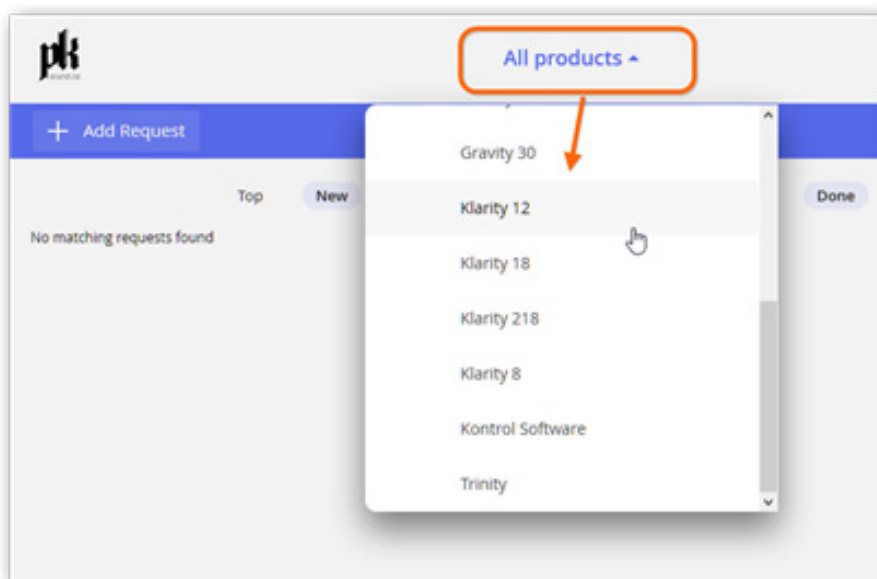 pk
All products
Add Request
Top
New
Done
No matching requests found
Gravity 30
Klarity 12
Klarity 18
Klarity 218
Klarity 8
Kontrol Software
Trinity